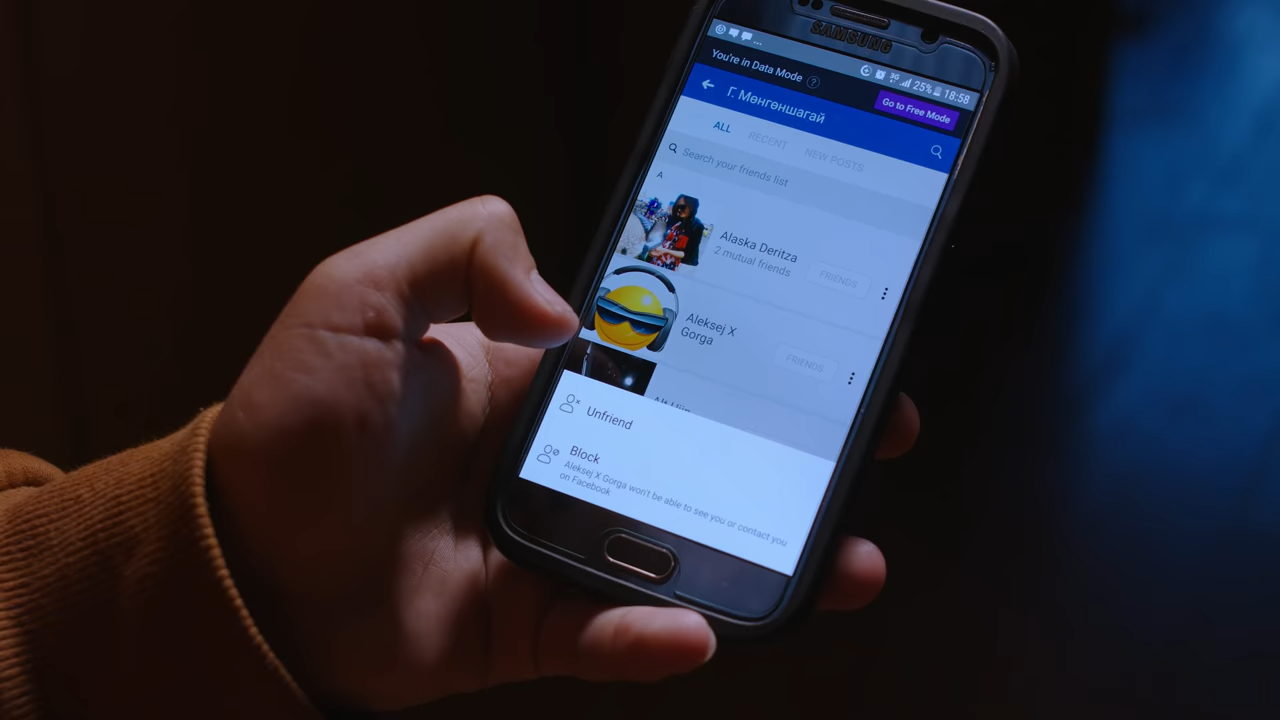 SAMSUNG
3G 25% 18:58
You're in Data Mode ?
Go to Free Mode
Г. Мөнгөншагай
ALL RECENT NEW POSTS
Search your friends list
A
Alaska Deritza
2 mutual friends
FRIENDS
Aleksej X
Gorga
FRIENDS
Unfriend
Block
Aleksej X Gorga won't be able to see you or contact you
on Facebook